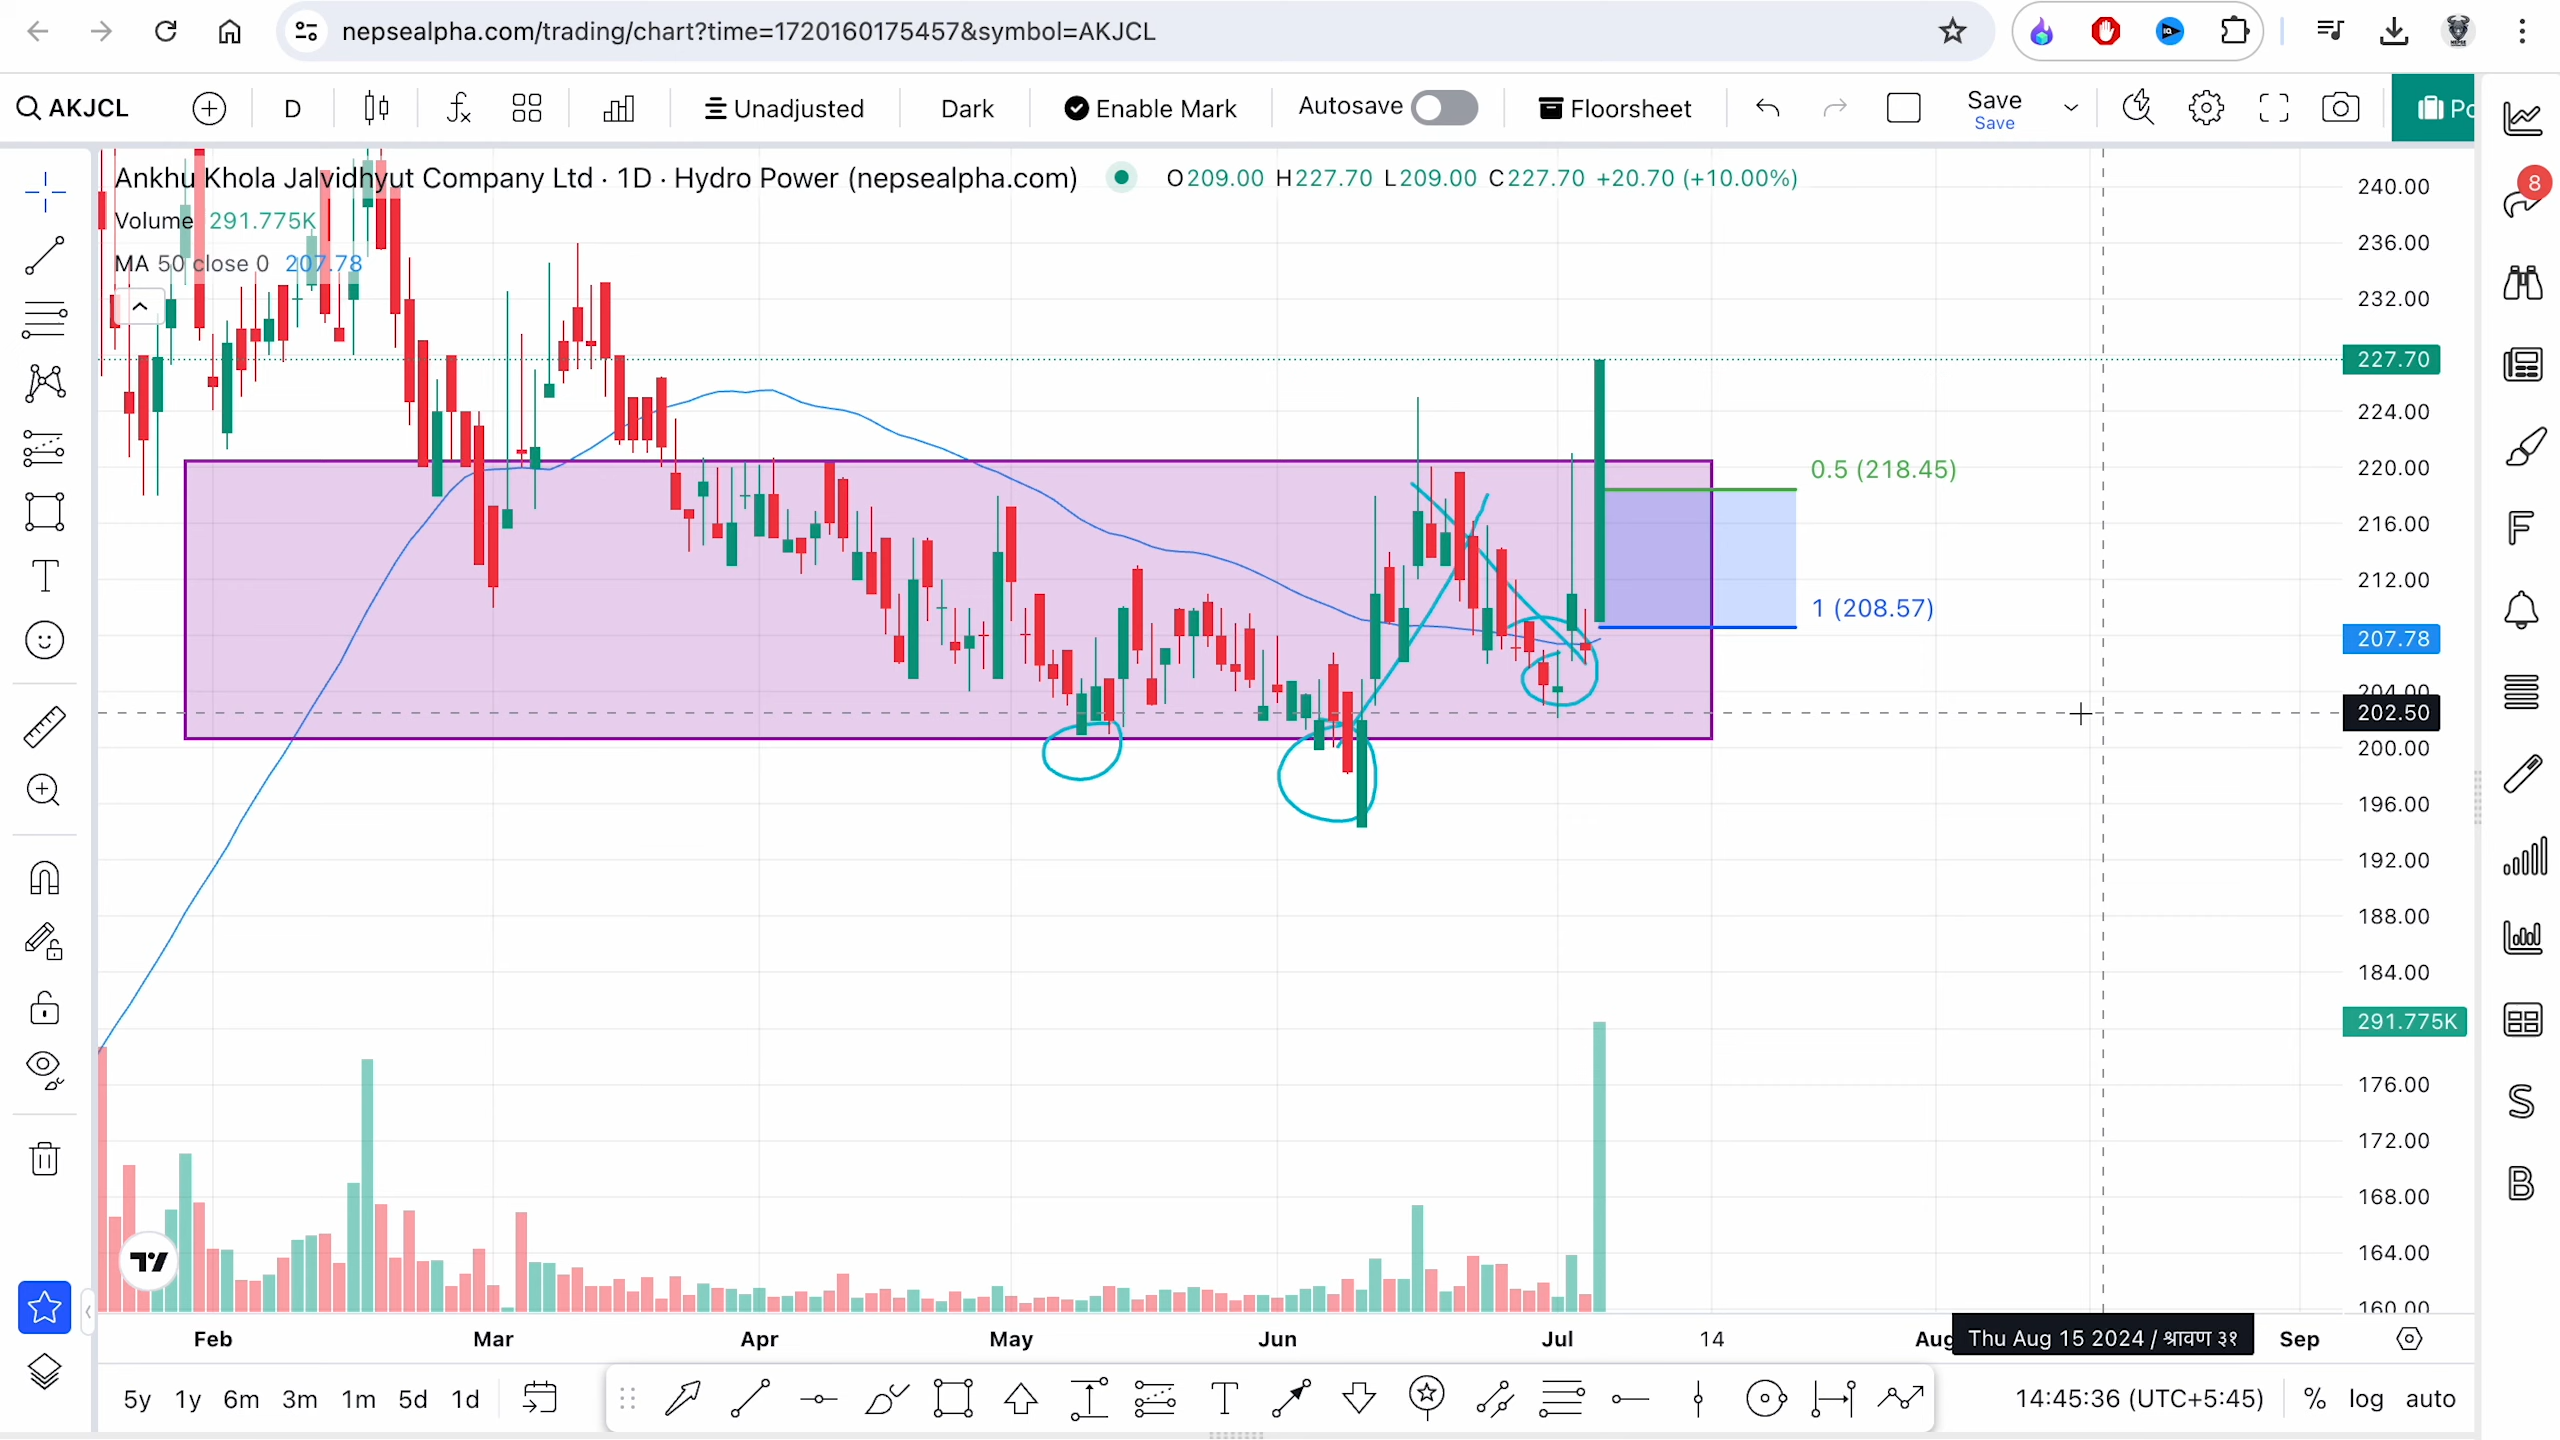 nepsealpha.com/trading/chart?time=1720160175457&symbol=AKJCL
AKJCL
D
Unadjusted
Dark
Enable Mark
Autosave
Floorsheet
Save
Save
Ankhu Khola Jalvidhyut Company Ltd · 1D · Hydro Power (nepsealpha.com)
O209.00 H227.70 L209.00 C227.70 +20.70 (+10.00%)
Volume 291.775K
MA 50 close 0 207.78
8
240.00
236.00
232.00
227.70
224.00
220.00
216.00
212.00
207.78
204.00
202.50
200.00
196.00
192.00
188.00
184.00
291.775K
176.00
172.00
168.00
164.00
160.00
0.5 (218.45)
1 (208.57)
Feb
Mar
Apr
May
Jun
Jul
14
Aug
Thu Aug 15 2024 / श्रावण ३१
Sep
5y 1y 6m 3m 1m 5d 1d
14:45:36 (UTC+5:45)
% log auto
F
S
B